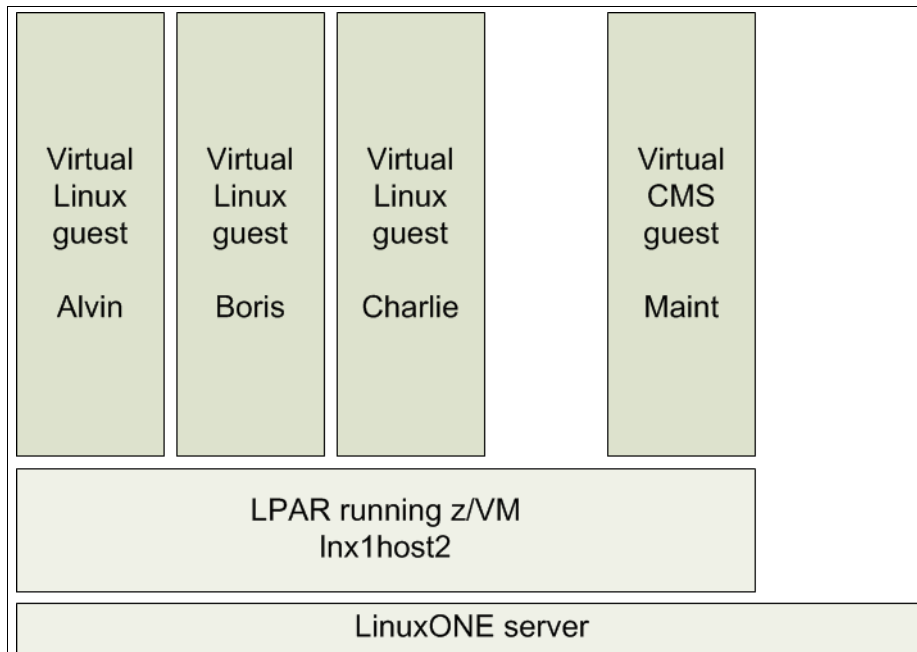 Virtual
Linux
guest
Alvin
Virtual
Linux
guest
Boris
Virtual
Linux
guest
Charlie
Virtual
CMS
guest
Maint
LPAR running z/VM
lnx1host2
LinuxONE server